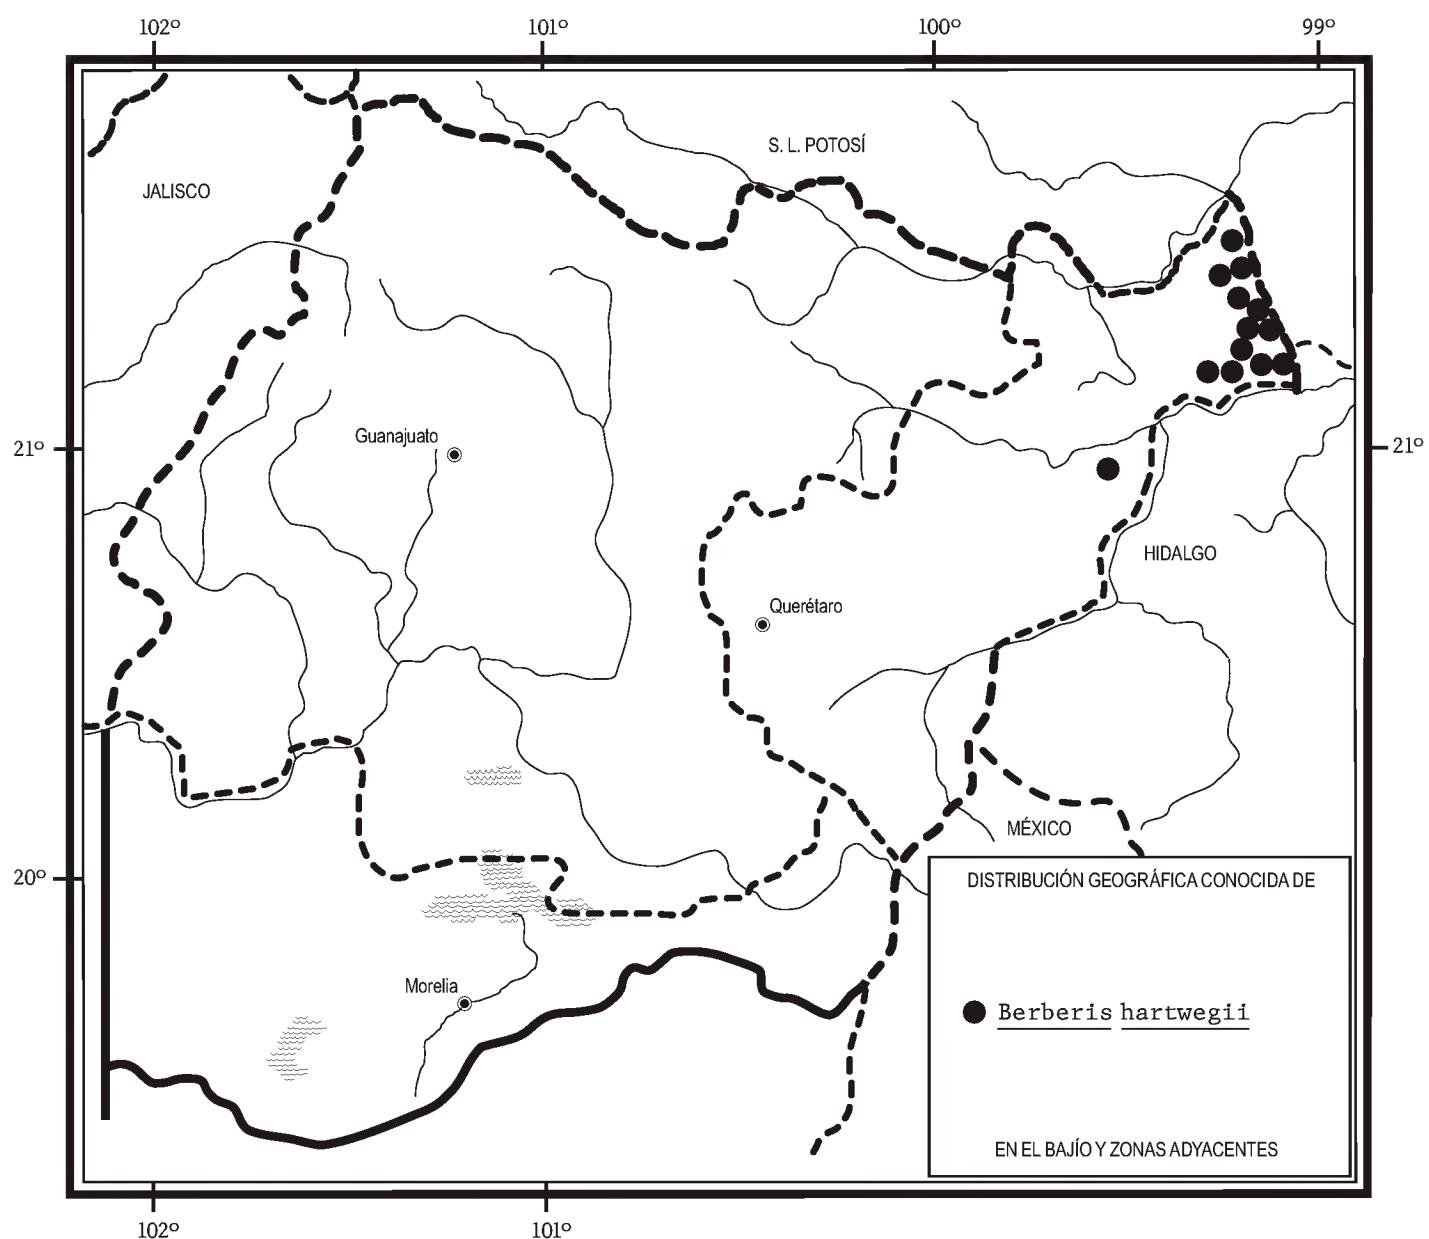 102° 101° 100° 99°
S. L. POTOSÍ
JALISCO
Guanajuato
21° 21°
HIDALGO
Querétaro
MÉXICO
20°
DISTRIBUCIÓN GEOGRÁFICA CONOCIDA DE
Morelia
Berberis hartwegii
EN EL BAJÍO Y ZONAS ADYACENTES
102° 101°